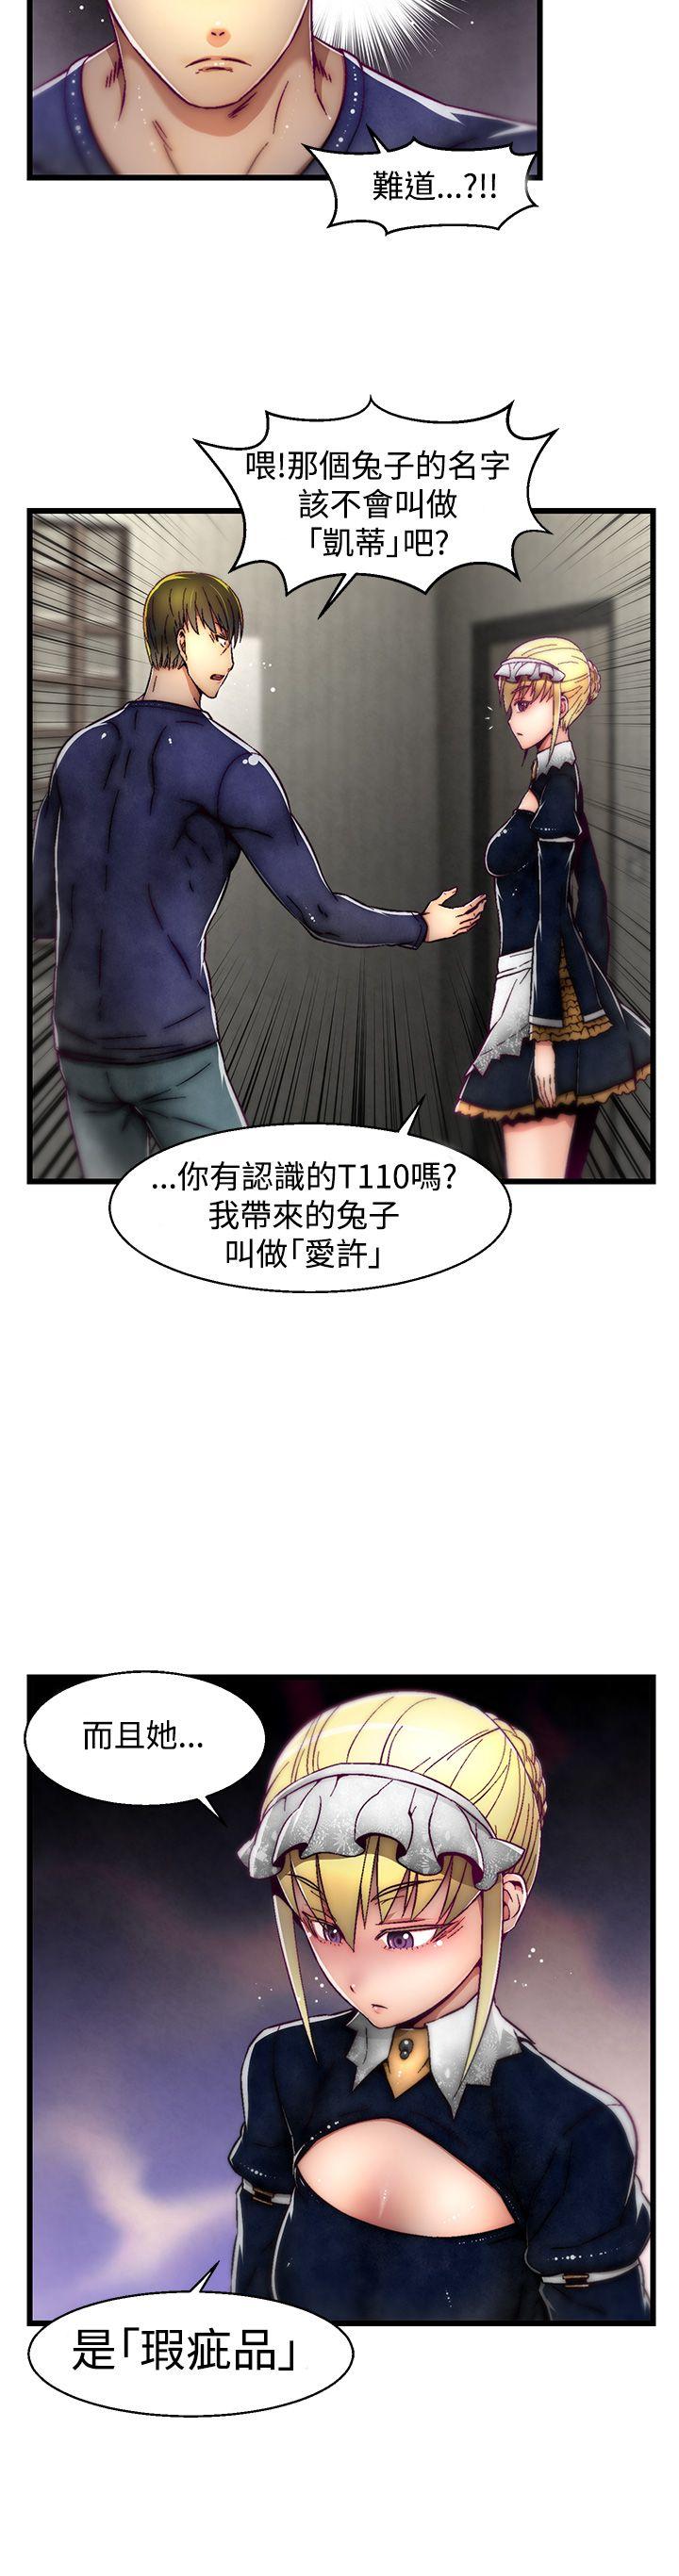 難道...?!!
喂!那個兔子的名字
該不會叫做
「凱蒂」吧?
...你有認識的T110嗎?
我帶來的兔子
叫做「愛許」
而且她...
是「瑕疵品」